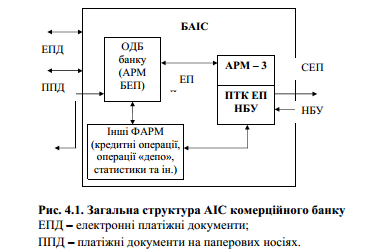 БАІС
ЕПД
ППД
ОДБ
банку
(АРМ
БЕП)
ЕП
АРМ – 3
ПТК ЕП
НБУ
СЕП
НБУ
Інші ФАРМ
(кредитні операції,
операції «депо»,
статистики та ін.)
Рис. 4.1. Загальна структура АІС комерційного банку
ЕПД – електронні платіжні документи;
ППД – платіжні документи на паперових носіях.